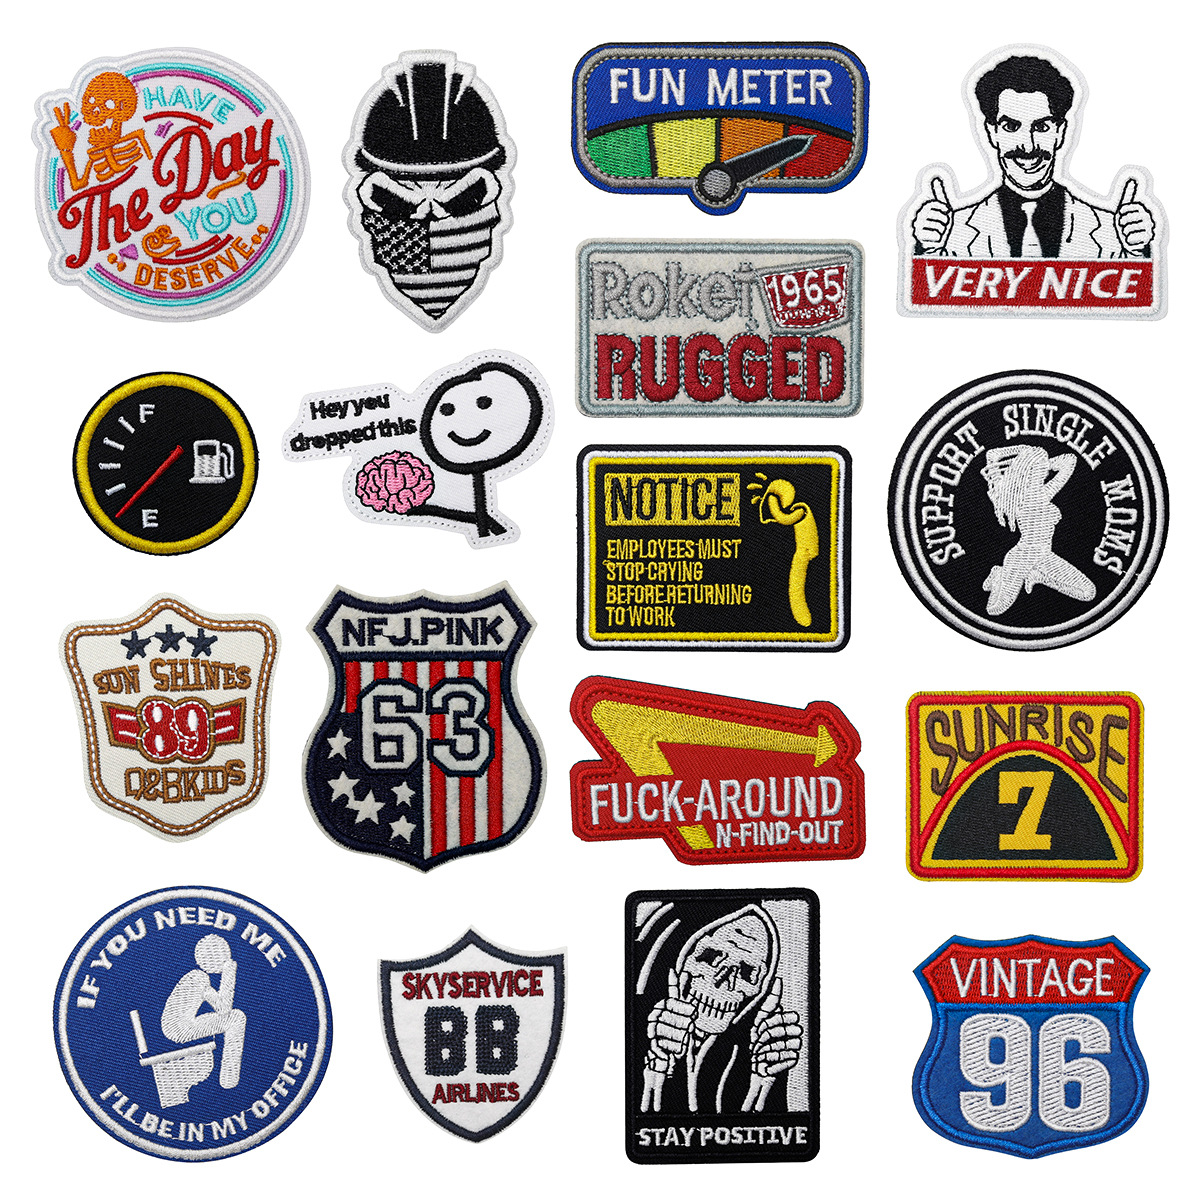 HAVE
The Day
YOU
DESERVE
FUN METER
VERY NICE
Roket
1965
RUGGED
F
E
Hey you
dropped this
NOTICE
EMPLOYEES MUST
STOP CRYING
BEFORE RETURNING
TO WORK
SUPPORT SINGLE MOMS
SUN SHINES
89
NFJ.PINK
63
FUCK-AROUND
N-FIND-OUT
SUNRISE
7
IF YOU NEED ME
I'LL BE IN MY OFFICE
SKYSERVICE
BB
AIRLINES
STAY POSITIVE
VINTAGE
96